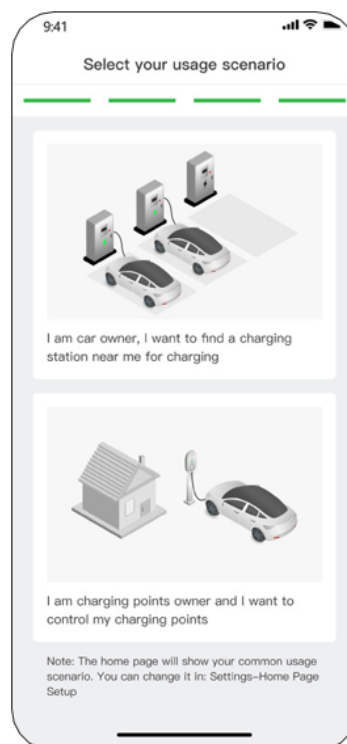 9:41
Select your usage scenario
I am car owner, I want to find a charging
station near me for charging
I am charging points owner and I want to
control my charging points
Note: The home page will show your common usage
scenario. You can change it in: Settings-Home Page
Setup